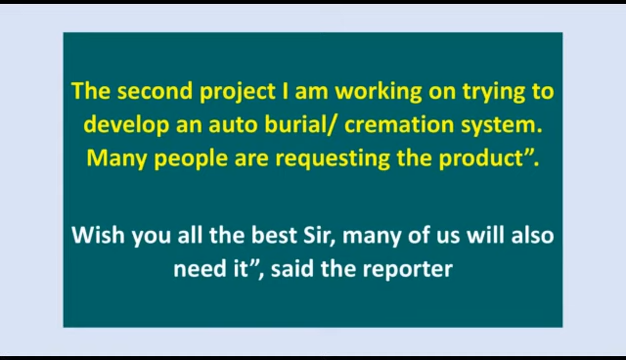 The second project I am working on trying to
develop an auto burial/ cremation system.
Many people are requesting the product”.
Wish you all the best Sir, many of us will also
need it”, said the reporter